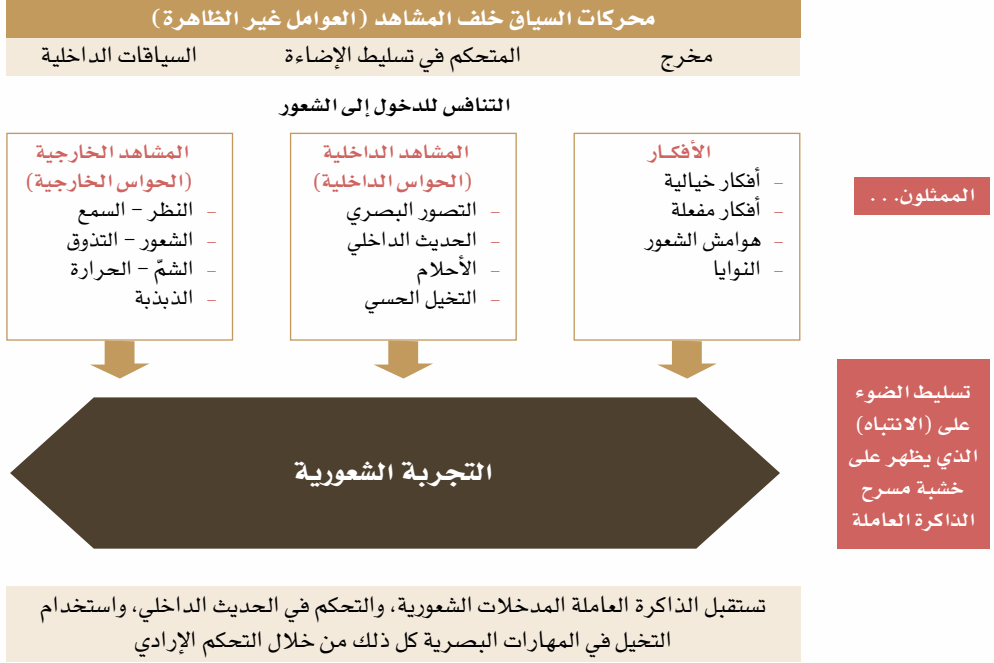 محركات السياق خلف المشاهد (العوامل غير الظاهرة)
مخرج
المتحكم في تسليط الإضاءة
السياقات الداخلية
التنافس للدخول إلى الشعور
الممثلون...
الأفكـار
– أفكار خيالية
– أفكار مفعلة
– هوامش الشعور
– النوايا
المشاهد الداخلية
(الحواس الداخلية)
– التصور البصري
– الحديث الداخلي
– الأحلام
– التخيل الحسي
المشاهد الخارجية
(الحواس الخارجية)
– النظر – السمع
– الشعور – التذوق
– الشمّ – الحرارة
– الذبذبة
تسليط الضوء
على (الانتباه)
الذي يظهر على
خشبة مسرح
الذاكرة العاملة
التجربة الشعورية
تستقبل الذاكرة العاملة المدخلات الشعورية، والتحكم في الحديث الداخلي، واستخدام
التخيل في المهارات البصرية كل ذلك من خلال التحكم الإرادي